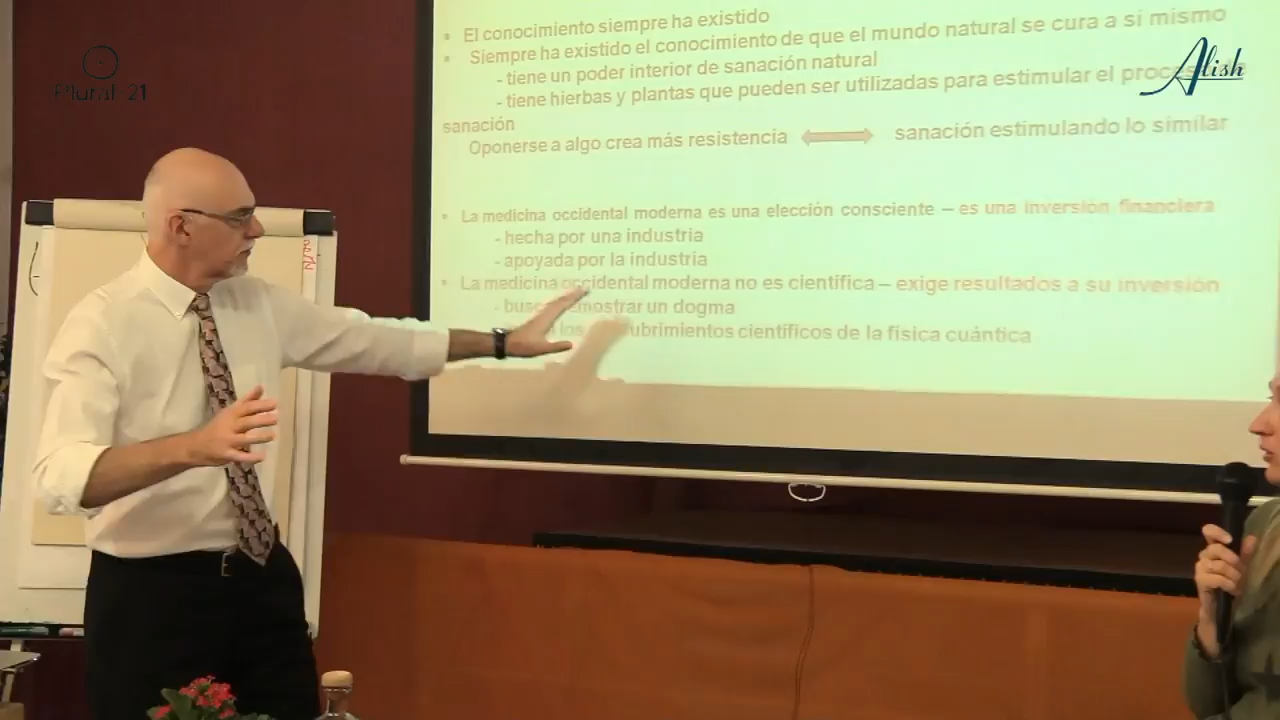 Plural-21
Alish
El conocimiento siempre ha existido
Siempre ha existido el conocimiento de que el mundo natural se cura a sí mismo
- tiene un poder interior de sanación natural
- tiene hierbas y plantas que pueden ser utilizadas para estimular el
sanación
Oponerse a algo crea más resistencia sanación estimulando lo similar
La medicina occidental moderna es una elección consciente – es una inversión financiera
- hecha por una industria
- apoyada por la industria
La medicina occidental moderna no es científica – exige resultados a su inversión
- demostrar un dogma
los científicos de la física cuántica